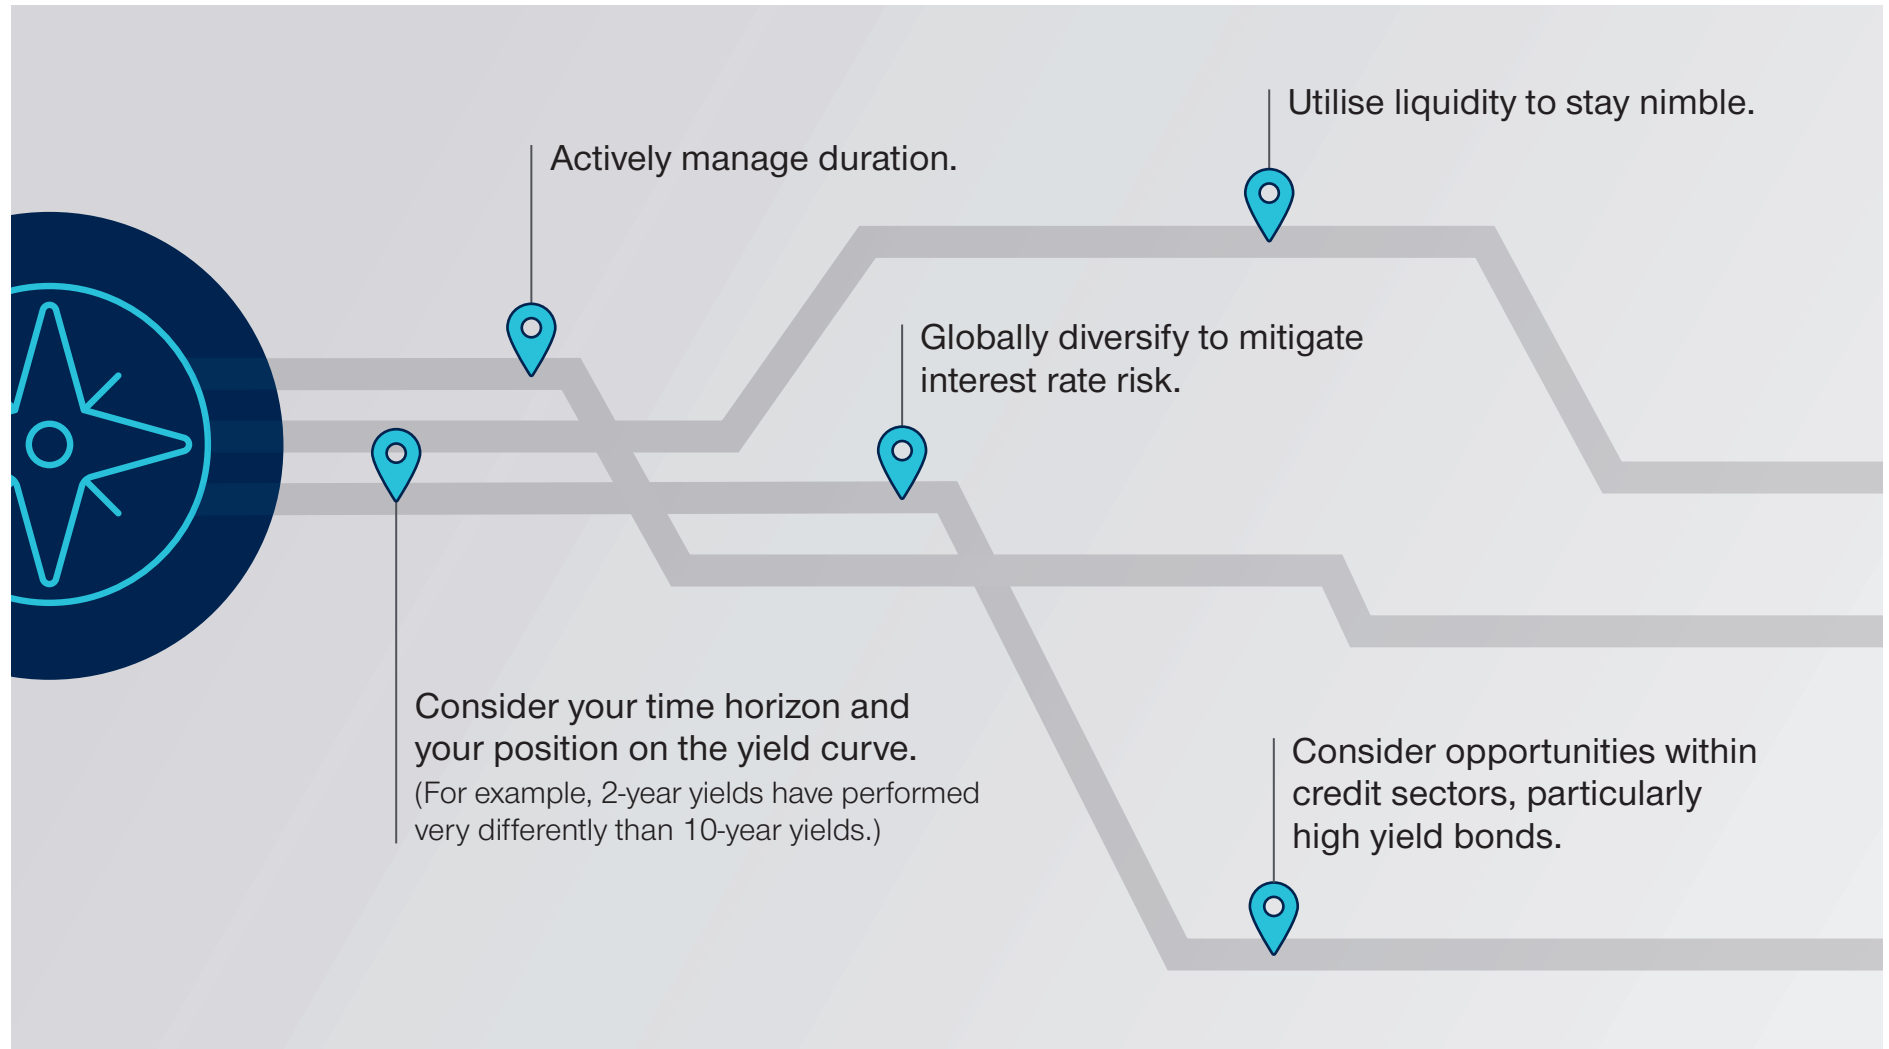 Utilise liquidity to stay nimble.
Actively manage duration.
Globally diversify to mitigate
interest rate risk.
Consider your time horizon and
your position on the yield curve.
(For example, 2-year yields have performed
very differently than 10-year yields.)
Consider opportunities within
credit sectors, particularly
high yield bonds.